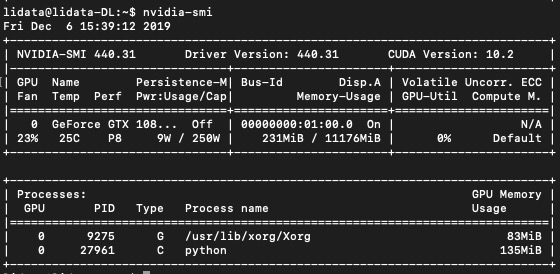 lidata@lidata-DL:~$ nvidia-smi
Fri Dec  6 15:39:12 2019
+-----------------------------------------------------------------------------+
| NVIDIA-SMI 440.31       Driver Version: 440.31       CUDA Version: 10.2     |
|-------------------------------+----------------------+----------------------+
| GPU  Name        Persistence-M| Bus-Id        Disp.A | Volatile Uncorr. ECC |
| Fan  Temp  Perf  Pwr:Usage/Cap|         Memory-Usage | GPU-Util  Compute M. |
|===============================+======================+======================|
|   0  GeForce GTX 108...  Off  | 00000000:01:00.0  On |                  N/A |
| 23%   25C    P8     9W / 250W |    231MiB / 11176MiB |      0%      Default |
+-------------------------------+----------------------+----------------------+
+-----------------------------------------------------------------------------+
| Processes:                                                       GPU Memory |
|  GPU       PID   Type   Process name                             Usage      |
|=============================================================================|
|    0      9275      G   /usr/lib/xorg/Xorg                            83MiB |
|    0     27961      C   python                                       135MiB |
+-----------------------------------------------------------------------------+